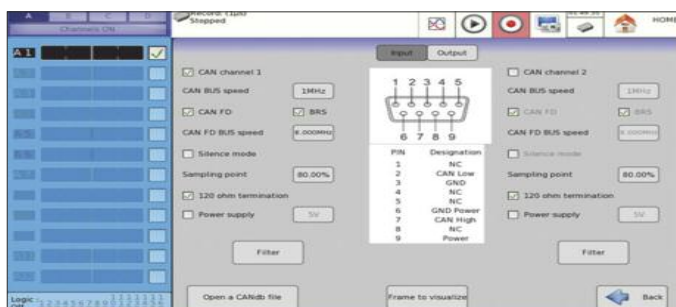 A B C D
Channels ON
Stopped
HOME
A1
Input Output
CAN channel 1
CAN BUS speed 1MHz
CAN FD BRS
CAN FD BUS speed 8.000MHz
Silence mode
Sampling point 80.00%
120 ohm termination
Power supply 5V
Filter
1 2 3 4 5
6 7 8 9
PIN Designation
1 NC
2 CAN Low
3 GND
4 NC
5 NC
6 GND Power
7 CAN High
8 NC
9 Power
CAN channel 2
CAN BUS speed 1MHz
CAN FD BRS
CAN FD BUS speed 8.000MHz
Silence mode
Sampling point 80.00%
120 ohm termination
Power supply 5V
Filter
Logic
ON
Open a CANdb file
Frame to visualize
Back